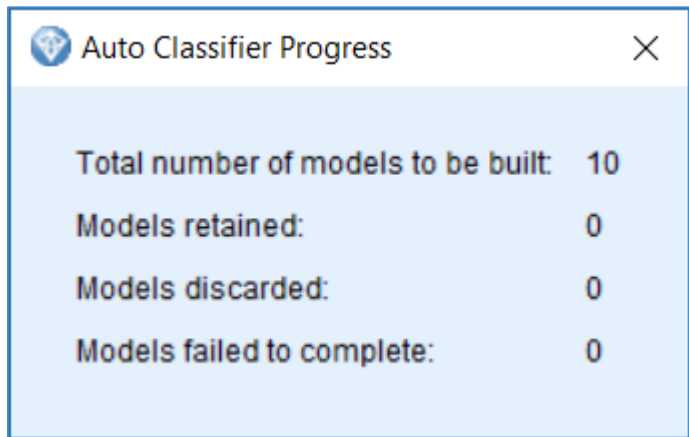 Auto Classifier Progress
Total number of models to be built: 10
Models retained: 0
Models discarded: 0
Models failed to complete: 0